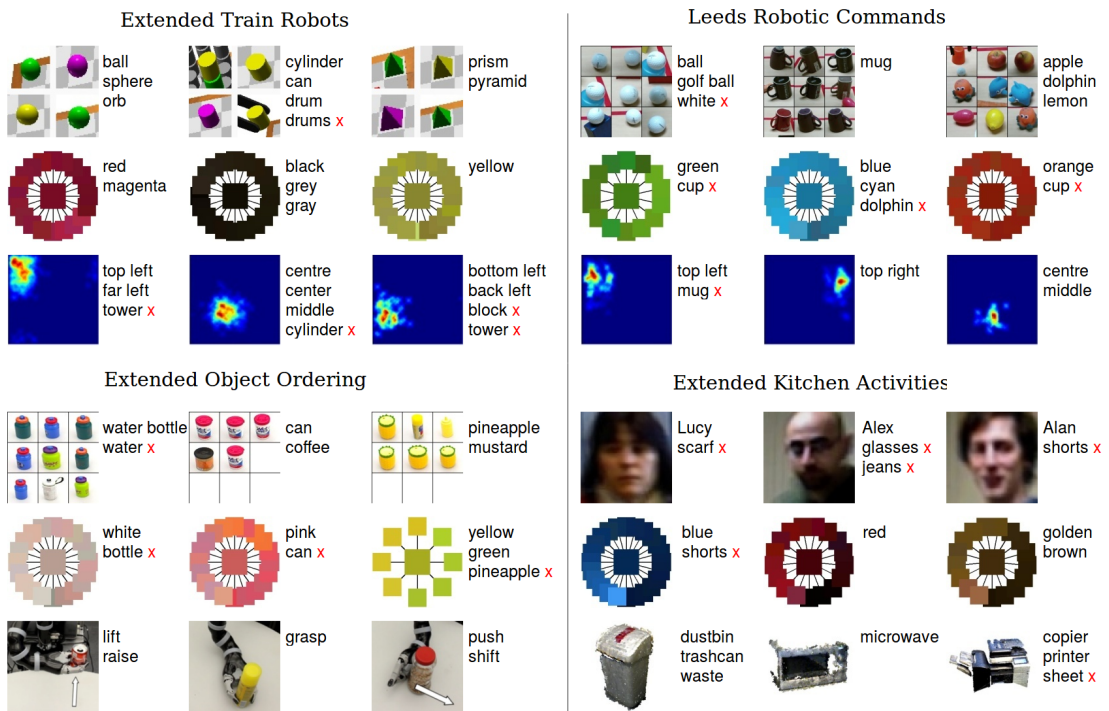 Extended Train Robots
ball
sphere
orb
cylinder
can
drum
drums x
prism
pyramid
red
magenta
black
grey
gray
yellow
top left
far left
tower x
centre
center
middle
cylinder x
bottom left
back left
block x
tower x
Leeds Robotic Commands
ball
golf ball
white x
mug
apple
dolphin
lemon
green
cup x
blue
cyan
dolphin x
orange
cup x
top left
mug x
top right
centre
middle
Extended Object Ordering
water bottle
water x
can
coffee
pineapple
mustard
white
bottle x
pink
can x
yellow
green
pineapple x
lift
raise
grasp
push
shift
Extended Kitchen Activities
Lucy
scarf x
Alex
glasses x
jeans x
Alan
shorts x
blue
shorts x
red
golden
brown
dustbin
trashcan
waste
microwave
copier
printer
sheet x